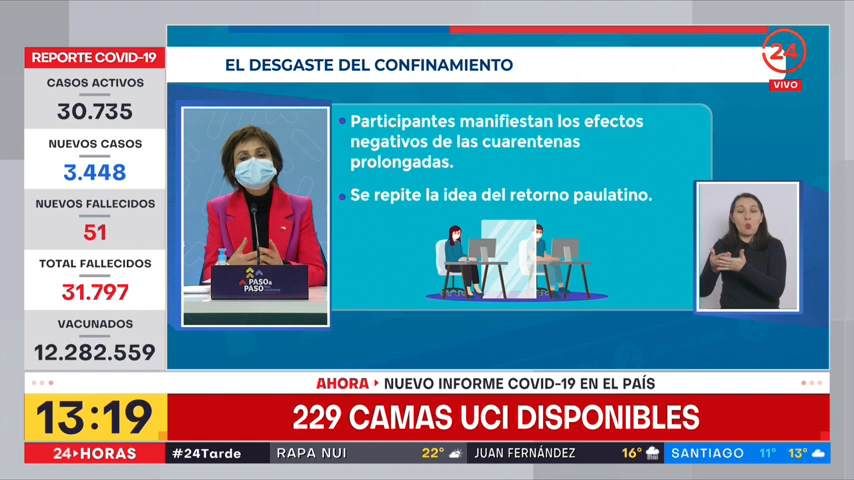 REPORTE COVID-19
CASOS ACTIVOS
30.735
NUEVOS CASOS
3.448
NUEVOS FALLECIDOS
51
TOTAL FALLECIDOS
31.797
VACUNADOS
12.282.559
EL DESGASTE DEL CONFINAMIENTO
24
VIVO
Participantes manifiestan los efectos
negativos de las cuarentenas
prolongadas.
Se repite la idea del retorno paulatino.
PASO a
PASO
AHORA NUEVO INFORME COVID-19 EN EL PAÍS
13:19
229 CAMAS UCI DISPONIBLES
24 HORAS
#24Tarde
RAPA NUI 22°
JUAN FERNÁNDEZ 16°
SANTIAGO 11° 13°